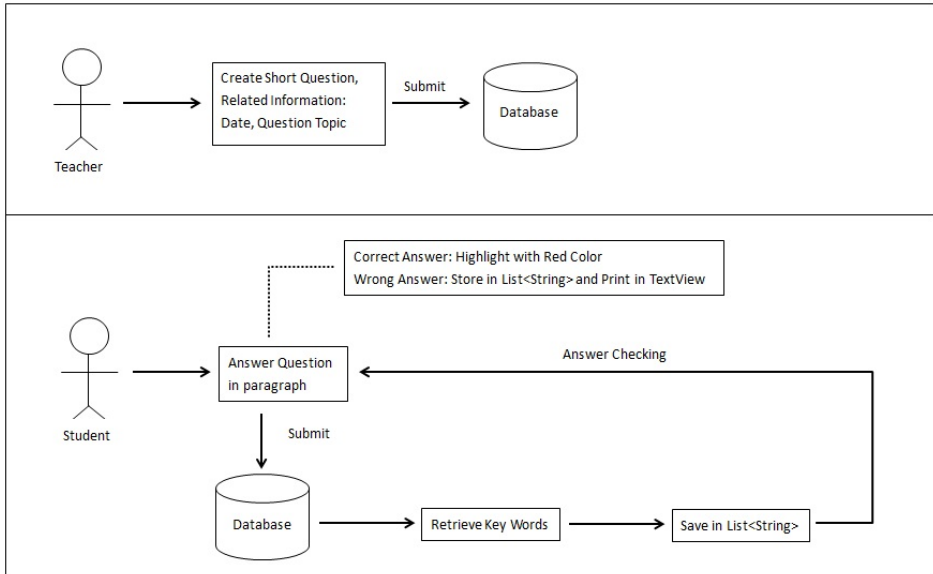 Create Short Question,
Related Information:
Date, Question Topic
Submit
Database
Teacher
Correct Answer: Highlight with Red Color
Wrong Answer: Store in List<String> and Print in TextView
Answer Question
in paragraph
Answer Checking
Student
Submit
Database
Retrieve Key Words
Save in List<String>